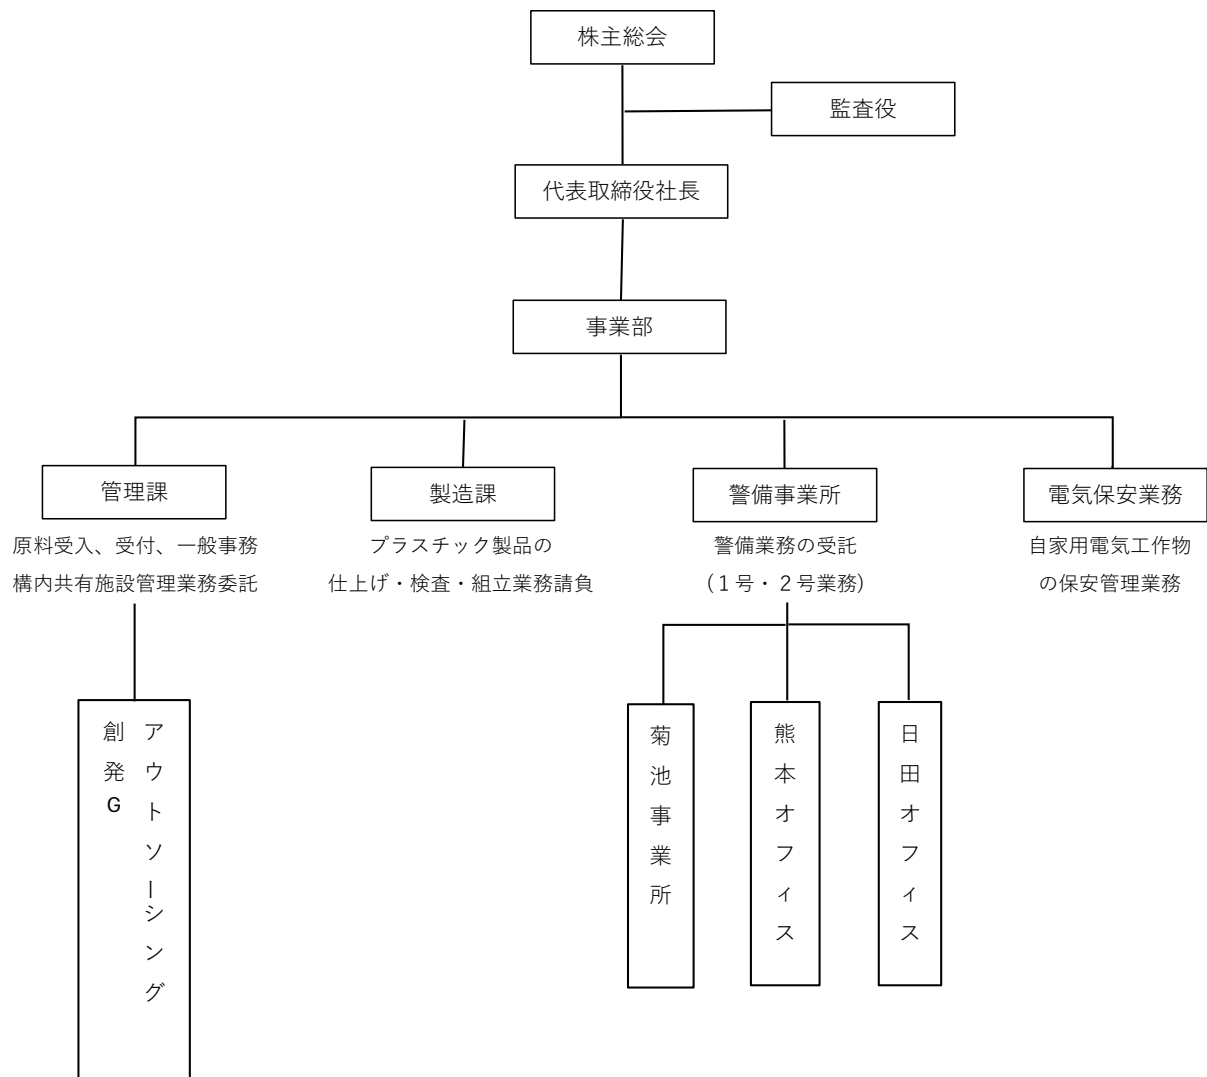 株主総会
監査役
代表取締役社長
事業部
管理課
原料受入、受付、一般事務
構内共有施設管理業務委託
製造課
プラスチック製品の
仕上げ・検査・組立業務請負
警備事業所
警備業務の受託
(1号・2号業務)
電気保安業務
自家用電気工作物
の保安管理業務
アウトソーシング
創発G
菊池事業所
熊本オフィス
日田オフィス